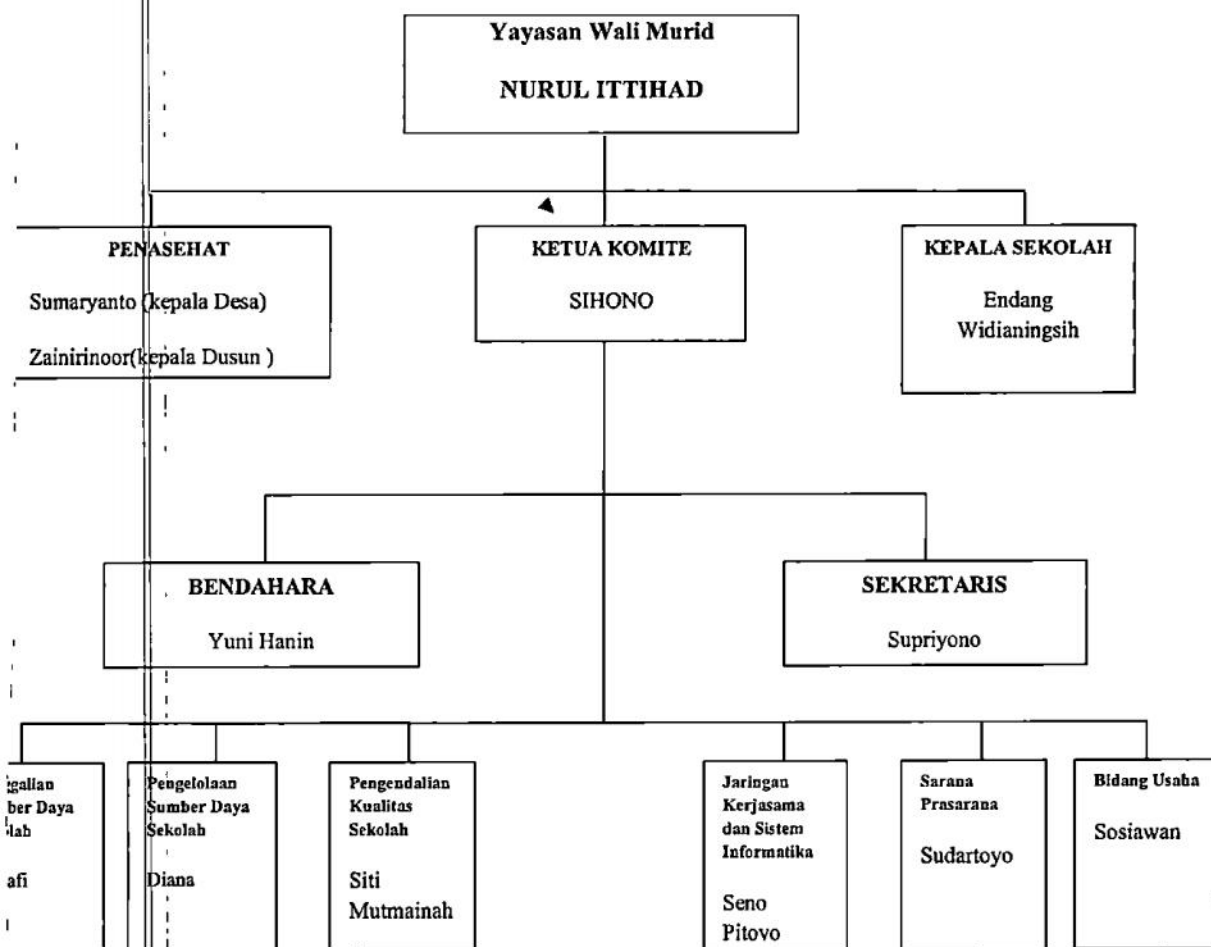 Yayasan Wali Murid
NURUL ITTIHAD
PENASEHAT
Sumaryanto (kepala Desa)
Zainirinoor(kepala Dusun )
KETUA KOMITE
SIHONO
KEPALA SEKOLAH
Endang
Widianingsih
BENDAHARA
Yuni Hanin
SEKRETARIS
Supriyono
Daya
Pengelolaan
Sumber Daya
Sekolah
Diana
Pengendalian
Kualitas
Sekolah
Siti
Mutmainah
Jaringan
Kerjasama
dan Sistem
Informatika
Seno
Pitoyo
Sarana
Prasarana
Sudartoyo
Bidang Usaha
Sosiawan